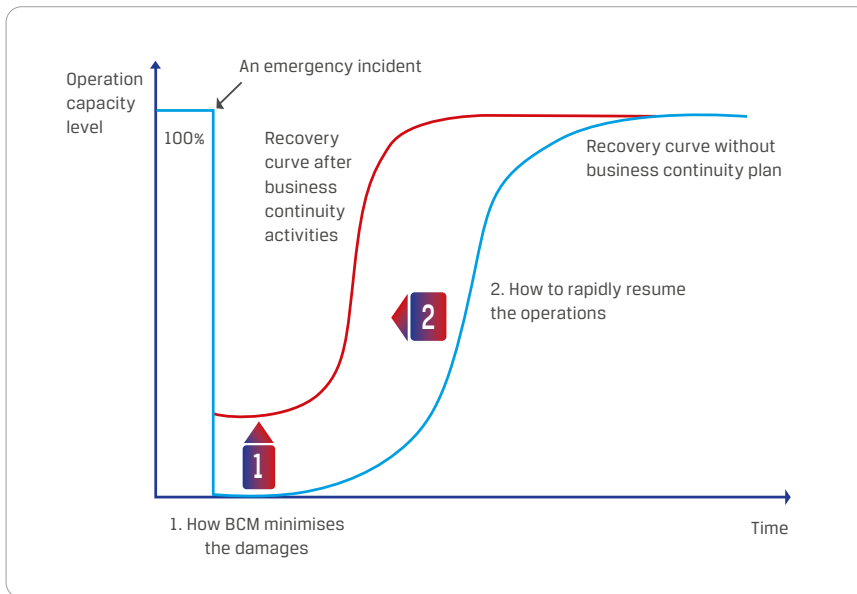 Operation
capacity
level
An emergency incident
100%
Recovery
curve after
business
continuity
activities
Recovery curve without
business continuity plan
2. How to rapidly resume
the operations
2
1
1. How BCM minimises
the damages
Time